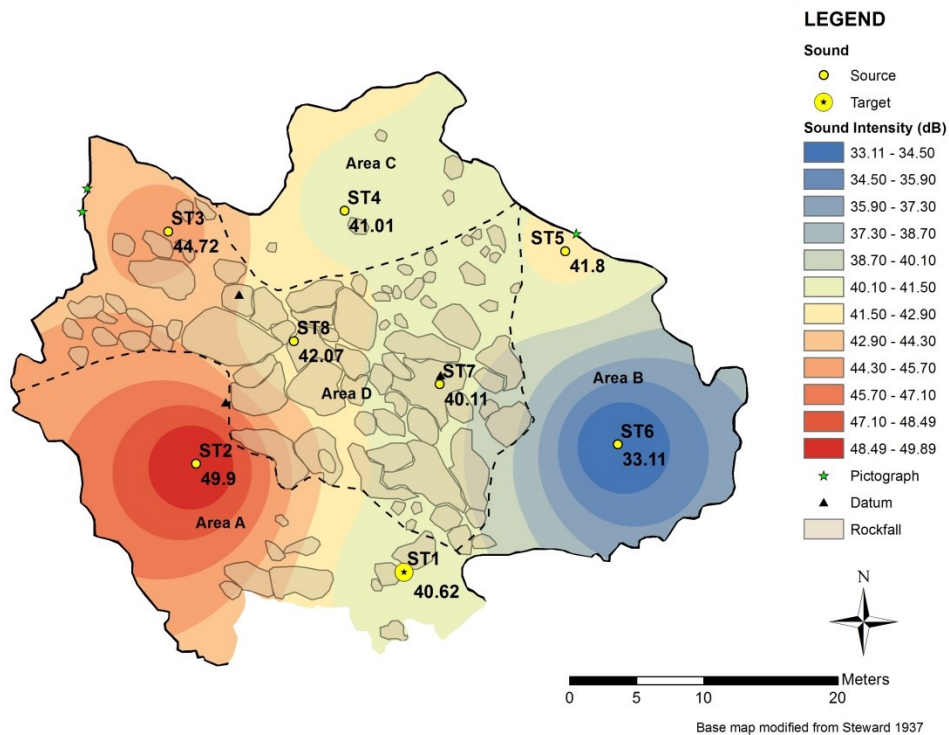 LEGEND
Sound
Source
Target
Sound Intensity (dB)
33.11 - 34.50
34.50 - 35.90
35.90 - 37.30
37.30 - 38.70
38.70 - 40.10
40.10 - 41.50
41.50 - 42.90
42.90 - 44.30
44.30 - 45.70
45.70 - 47.10
47.10 - 48.49
48.49 - 49.89
Pictograph
Datum
Rockfall
Area C
ST4
41.01
ST3
44.72
ST5
41.8
ST8
42.07
Area D
ST7
40.11
Area B
ST6
33.11
ST2
49.9
Area A
ST1
40.62
N
Meters
0 5 10 20
Base map modified from Steward 1937